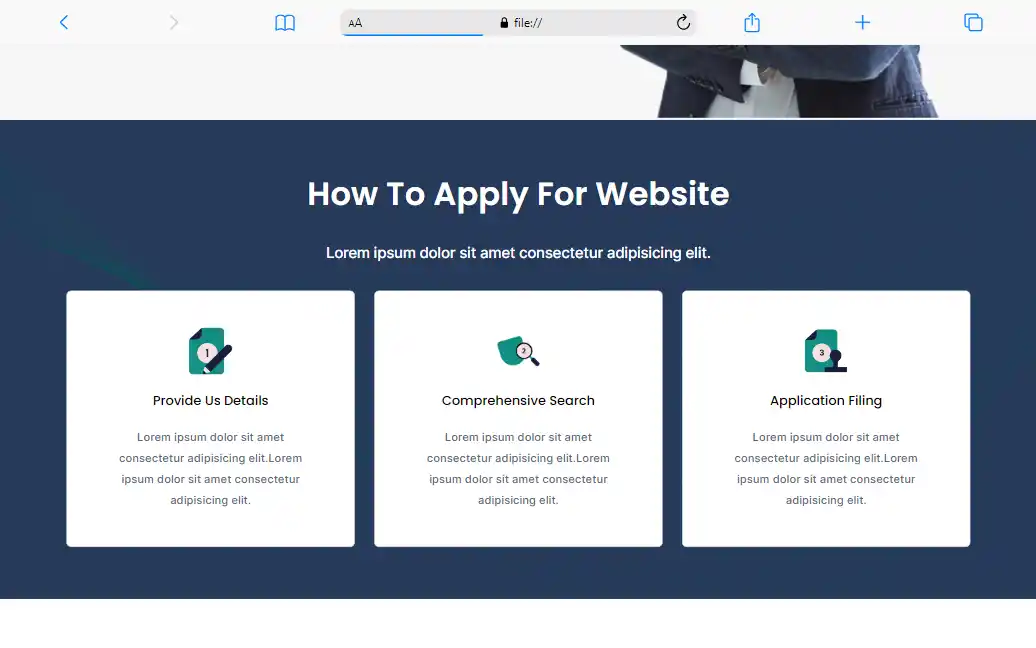 AA
file://
How To Apply For Website
Lorem ipsum dolor sit amet consectetur adipisicing elit.
1
Provide Us Details
Lorem ipsum dolor sit amet
consectetur adipisicing elit.Lorem
ipsum dolor sit amet consectetur
adipisicing elit.
2
Comprehensive Search
Lorem ipsum dolor sit amet
consectetur adipisicing elit.Lorem
ipsum dolor sit amet consectetur
adipisicing elit.
3
Application Filing
Lorem ipsum dolor sit amet
consectetur adipisicing elit.Lorem
ipsum dolor sit amet consectetur
adipisicing elit.